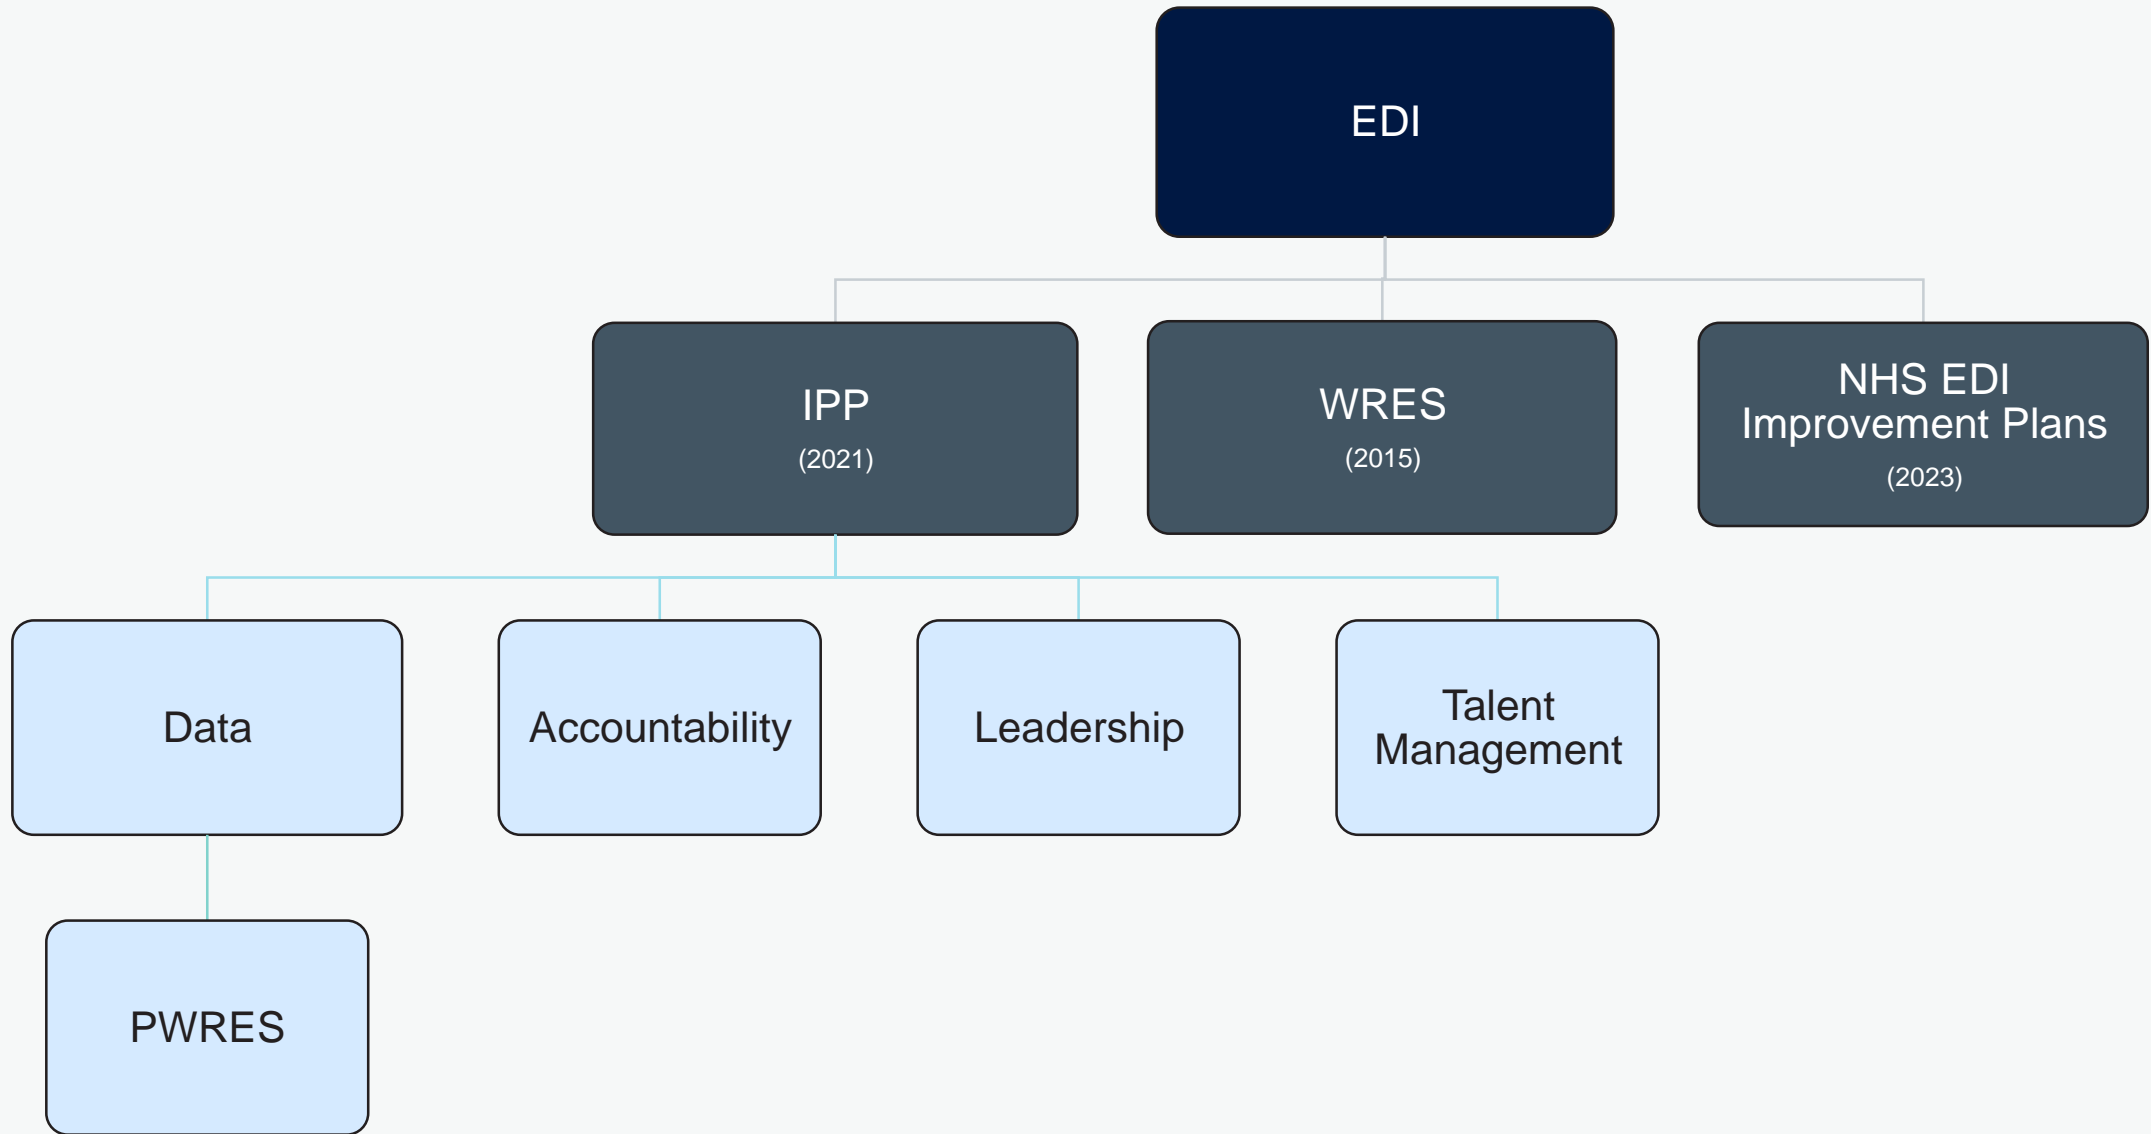 EDI
IPP
(2021)
WRES
(2015)
NHS EDI
Improvement Plans
(2023)
Data
Accountability
Leadership
Talent
Management
PWRES